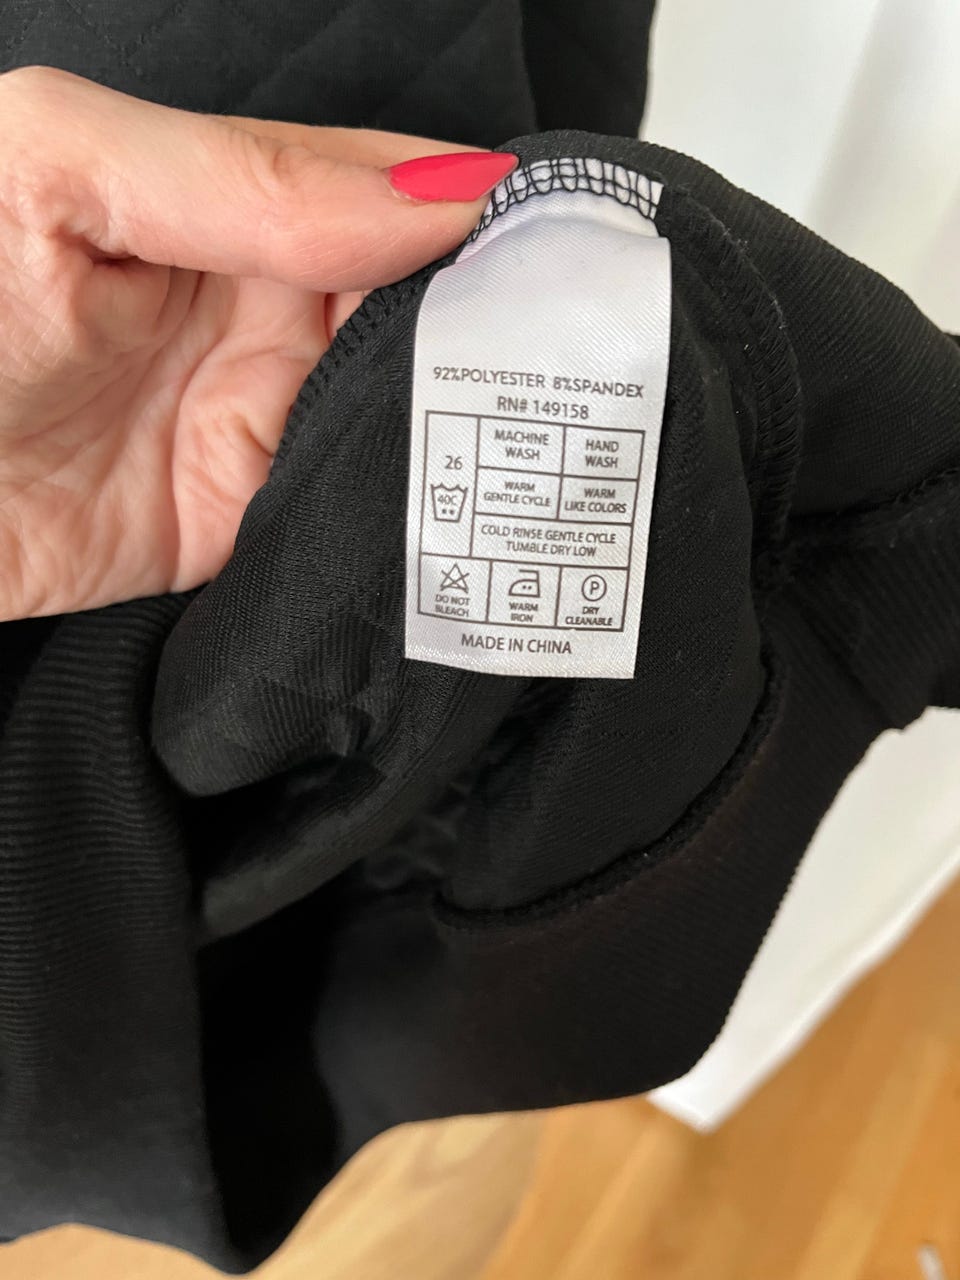 92%POLYESTER 8%SPANDEX
RN# 149158
26
40C
MACHINE
WASH
HAND
WASH
WARM
GENTLE CYCLE
WARM
LIKE COLORS
COLD RINSE GENTLE CYCLE
TUMBLE DRY LOW
DO NOT
BLEACH
WARM
IRON
P
DRY
CLEANABLE
MADE IN CHINA